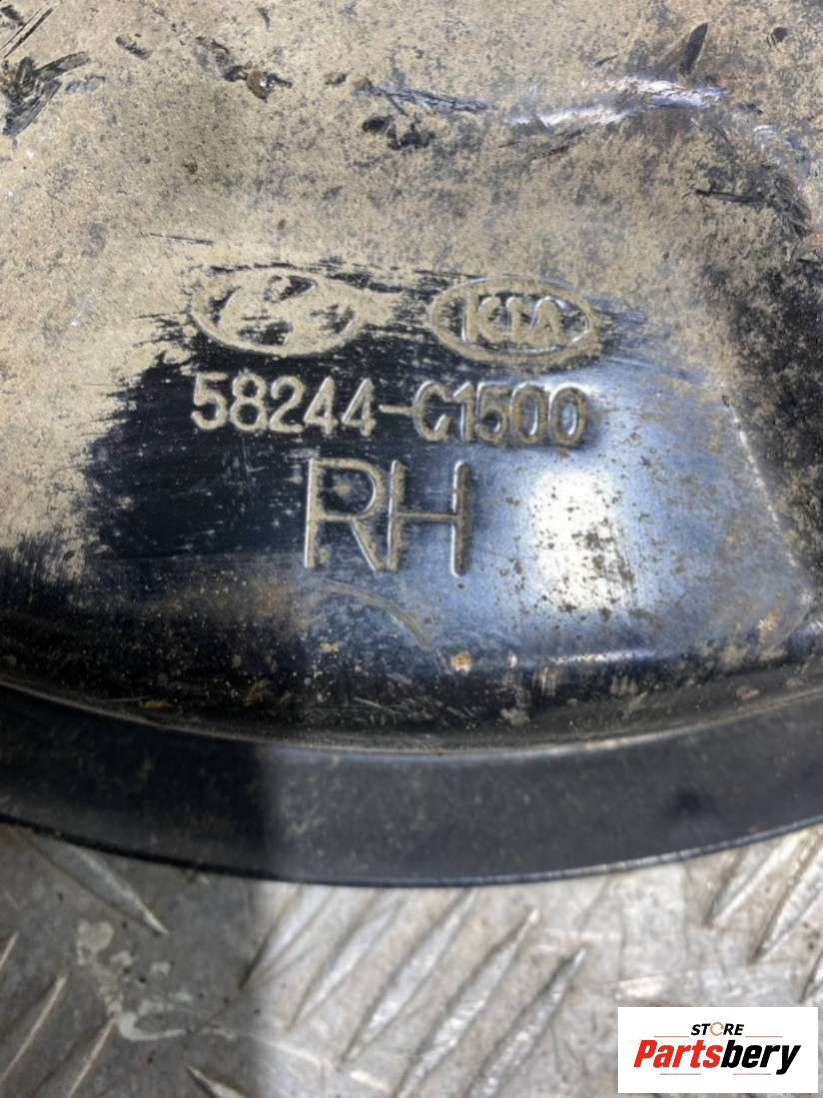 KIA
58244-C1500
RH
STORE
Partsbery